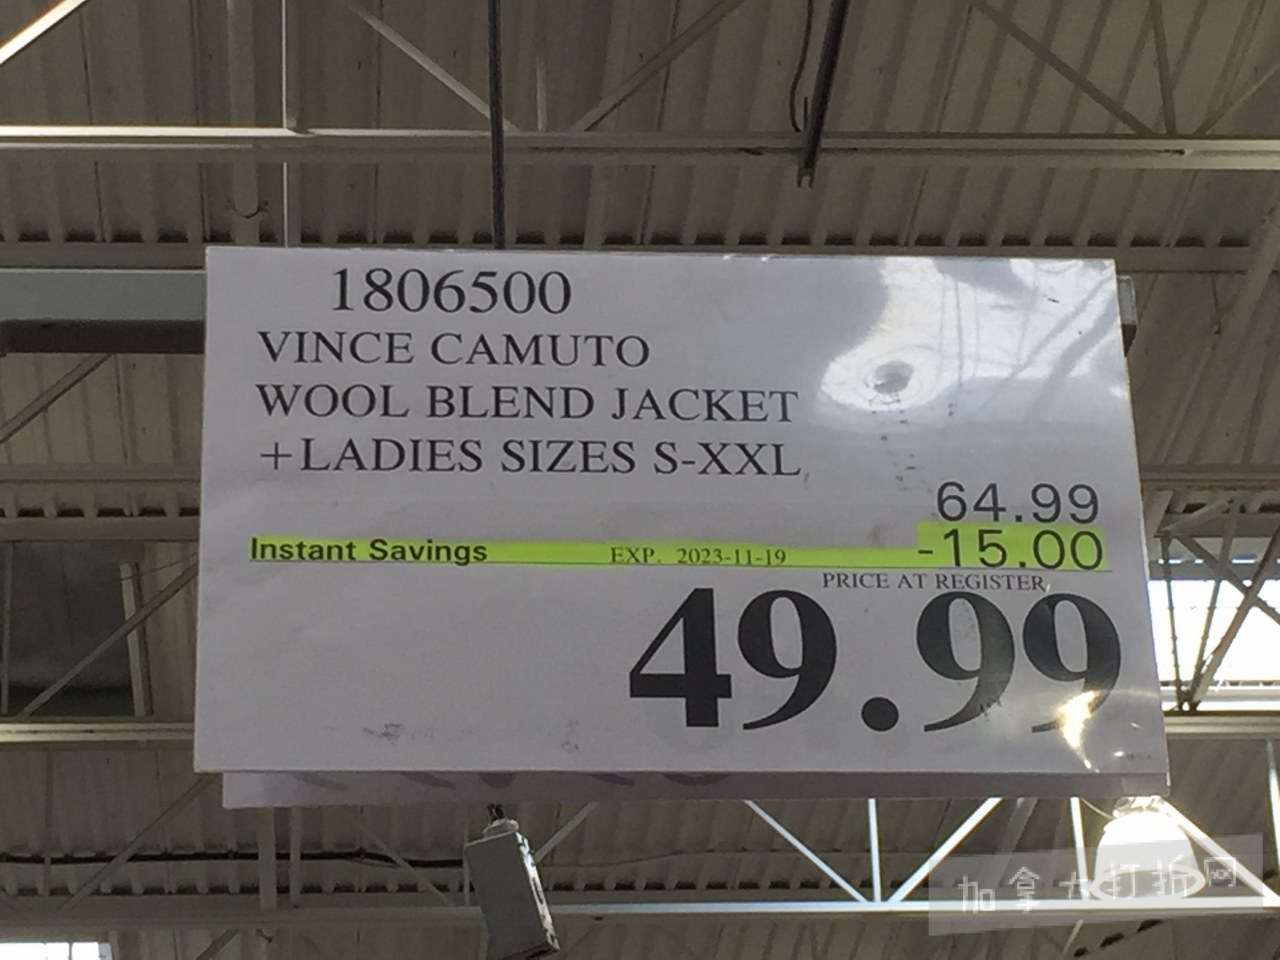 1806500
VINCE CAMUTO
WOOL BLEND JACKET
+LADIES SIZES S-XXL
64.99
Instant Savings EXP. 2023-11-19 -15.00
PRICE AT REGISTER
49.99
加拿大打折网